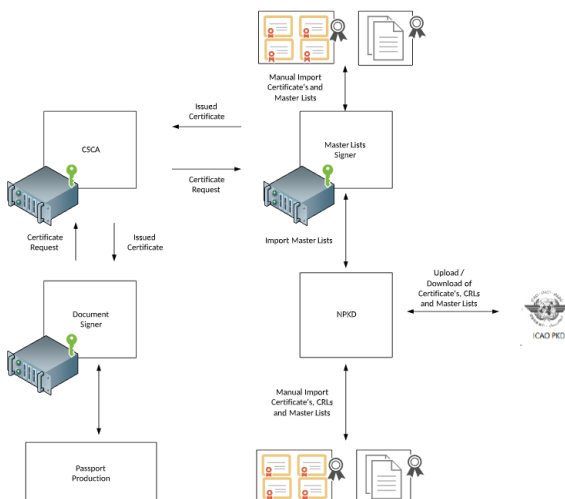 Manual Import
Certificate's and
Master Lists
Issued
Certificate
CSCA
Master Lists
Signer
Certificate
Request
Certificate
Request
Issued
Certificate
Import Master Lists
Upload /
Download of
Certificate's, CRLs
and Master Lists
Document
Signer
NPKD
ICAO PKD
Manual Import
Certificate's, CRLs
and Master Lists
Passport
Production